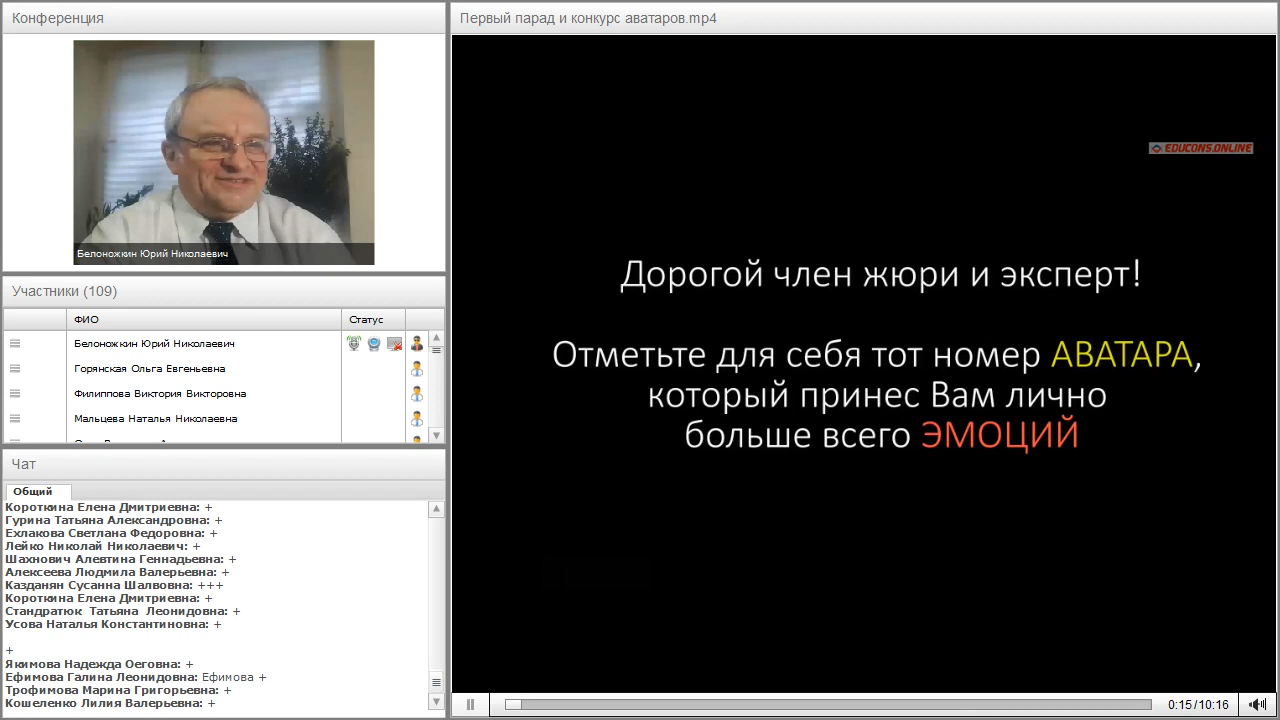 Конференция
Белоножкин Юрий Николаевич
Участники (109)
ФИО
Статус
Белоножкин Юрий Николаевич
Горянская Ольга Евгеньевна
Филиппова Виктория Викторовна
Мальцева Наталья Николаевна
Чат
Общий
Короткина Елена Дмитриевна: +
Гурина Татьяна Александровна: +
Ехлакова Светлана Федоровна: +
Лейко Николай Николаевич: +
Шахнович Алевтина Геннадьевна: +
Алексеева Людмила Валерьевна: +
Казданян Сусанна Шалвовна: +++
Короткина Елена Дмитриевна: +
Стандратюк Татьяна Леонидовна: +
Усова Наталья Константиновна: +
+
Якимова Надежда Оеговна: +
Ефимова Галина Леонидовна: Ефимова +
Трофимова Марина Григорьевна: +
Кошеленко Лилия Валерьевна: +
Первый парад и конкурс аватаров.mp4
EDUCONS.ONLINE
Дорогой член жюри и эксперт!
Отметьте для себя тот номер АВАТАРА,
который принес Вам лично
больше всего ЭМОЦИЙ
0:15/10:16